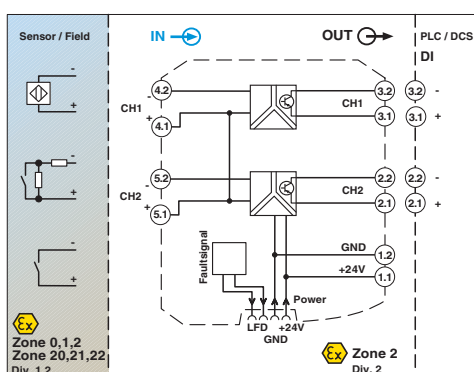 Sensor / Field
IN
OUT
PLC / DCS
DI
-
+
-
+
-
+
4.2
-
CH1
+
4.1
5.2
-
CH2
+
5.1
3.2
CH1
3.1
2.2
CH2
2.1
3.2 -
3.1 +
2.2 -
2.1 +
GND
1.2
+24V
1.1
Faultsignal
Power
LFD +24V
GND
Ex
Zone 0,1,2
Zone 20,21,22
Div. 1,2
Ex
Zone 2
Div. 2